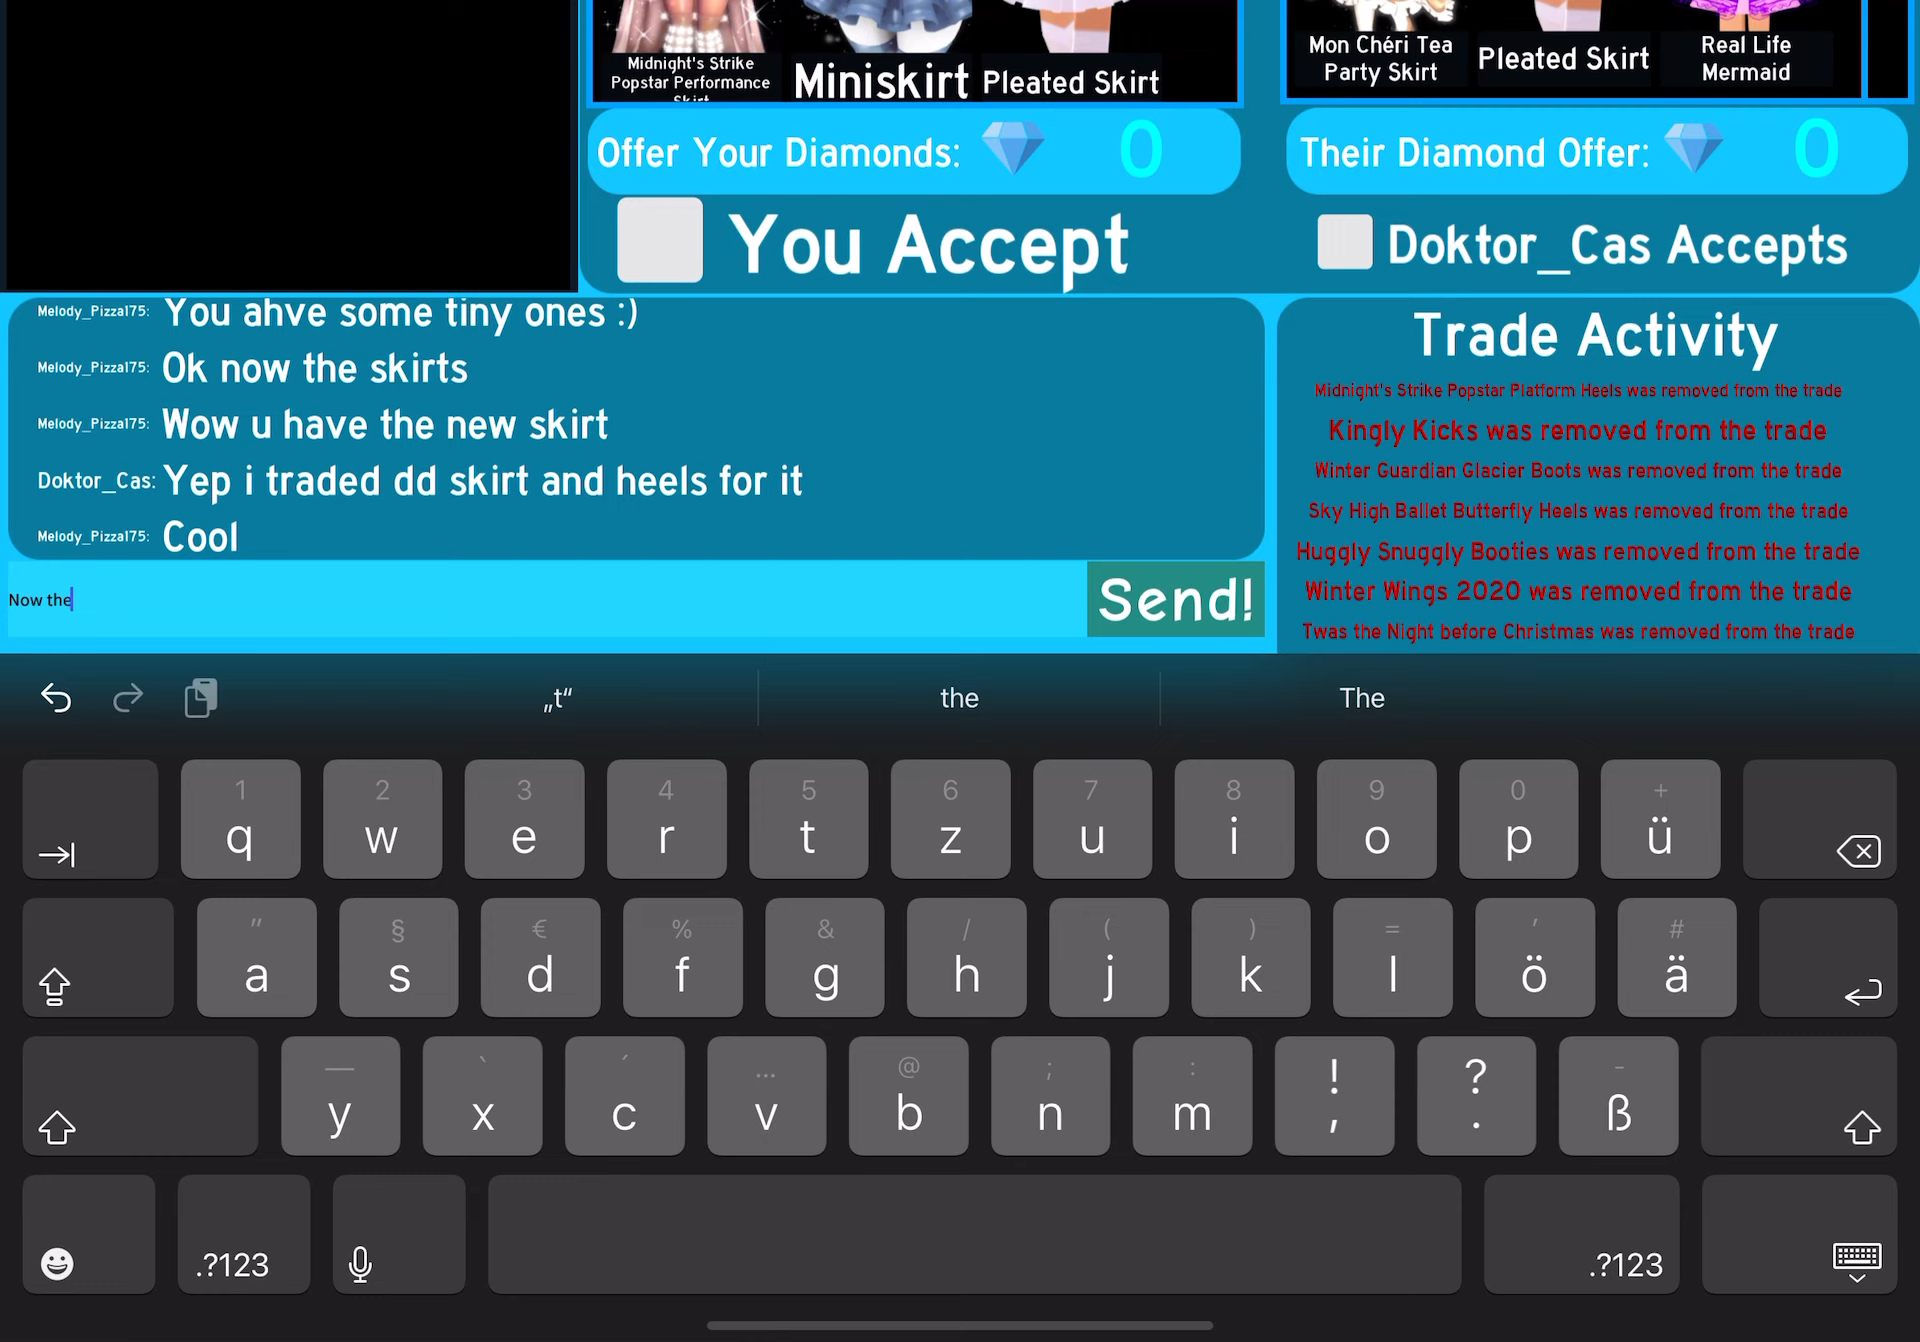 Midnight's Strike
Popstar Performance
Skirt
Miniskirt
Pleated Skirt
Mon Chéri Tea
Party Skirt
Pleated Skirt
Real Life
Mermaid
Offer Your Diamonds: 0
Their Diamond Offer: 0
You Accept
Doktor_Cas Accepts
Melody_Pizza175: You ahve some tiny ones :)
Melody_Pizza175: Ok now the skirts
Melody_Pizza175: Wow u have the new skirt
Doktor_Cas: Yep i traded dd skirt and heels for it
Melody_Pizza175: Cool
Now the
Send!
Trade Activity
Midnight's Strike Popstar Platform Heels was removed from the trade
Kingly Kicks was removed from the trade
Winter Guardian Glacier Boots was removed from the trade
Sky High Ballet Butterfly Heels was removed from the trade
Huggly Snuggly Booties was removed from the trade
Winter Wings 2020 was removed from the trade
Twas the Night before Christmas was removed from the trade
„t“ the The
1 2 3 4 5 6 7 8 9 0 +
q w e r t z u i o p ü
" § € % & / ( ) = ' #
a s d f g h j k l ö ä
— ` ´ … @ ; : ! ? -
y x c v b n m , . ß
.?123 .?123